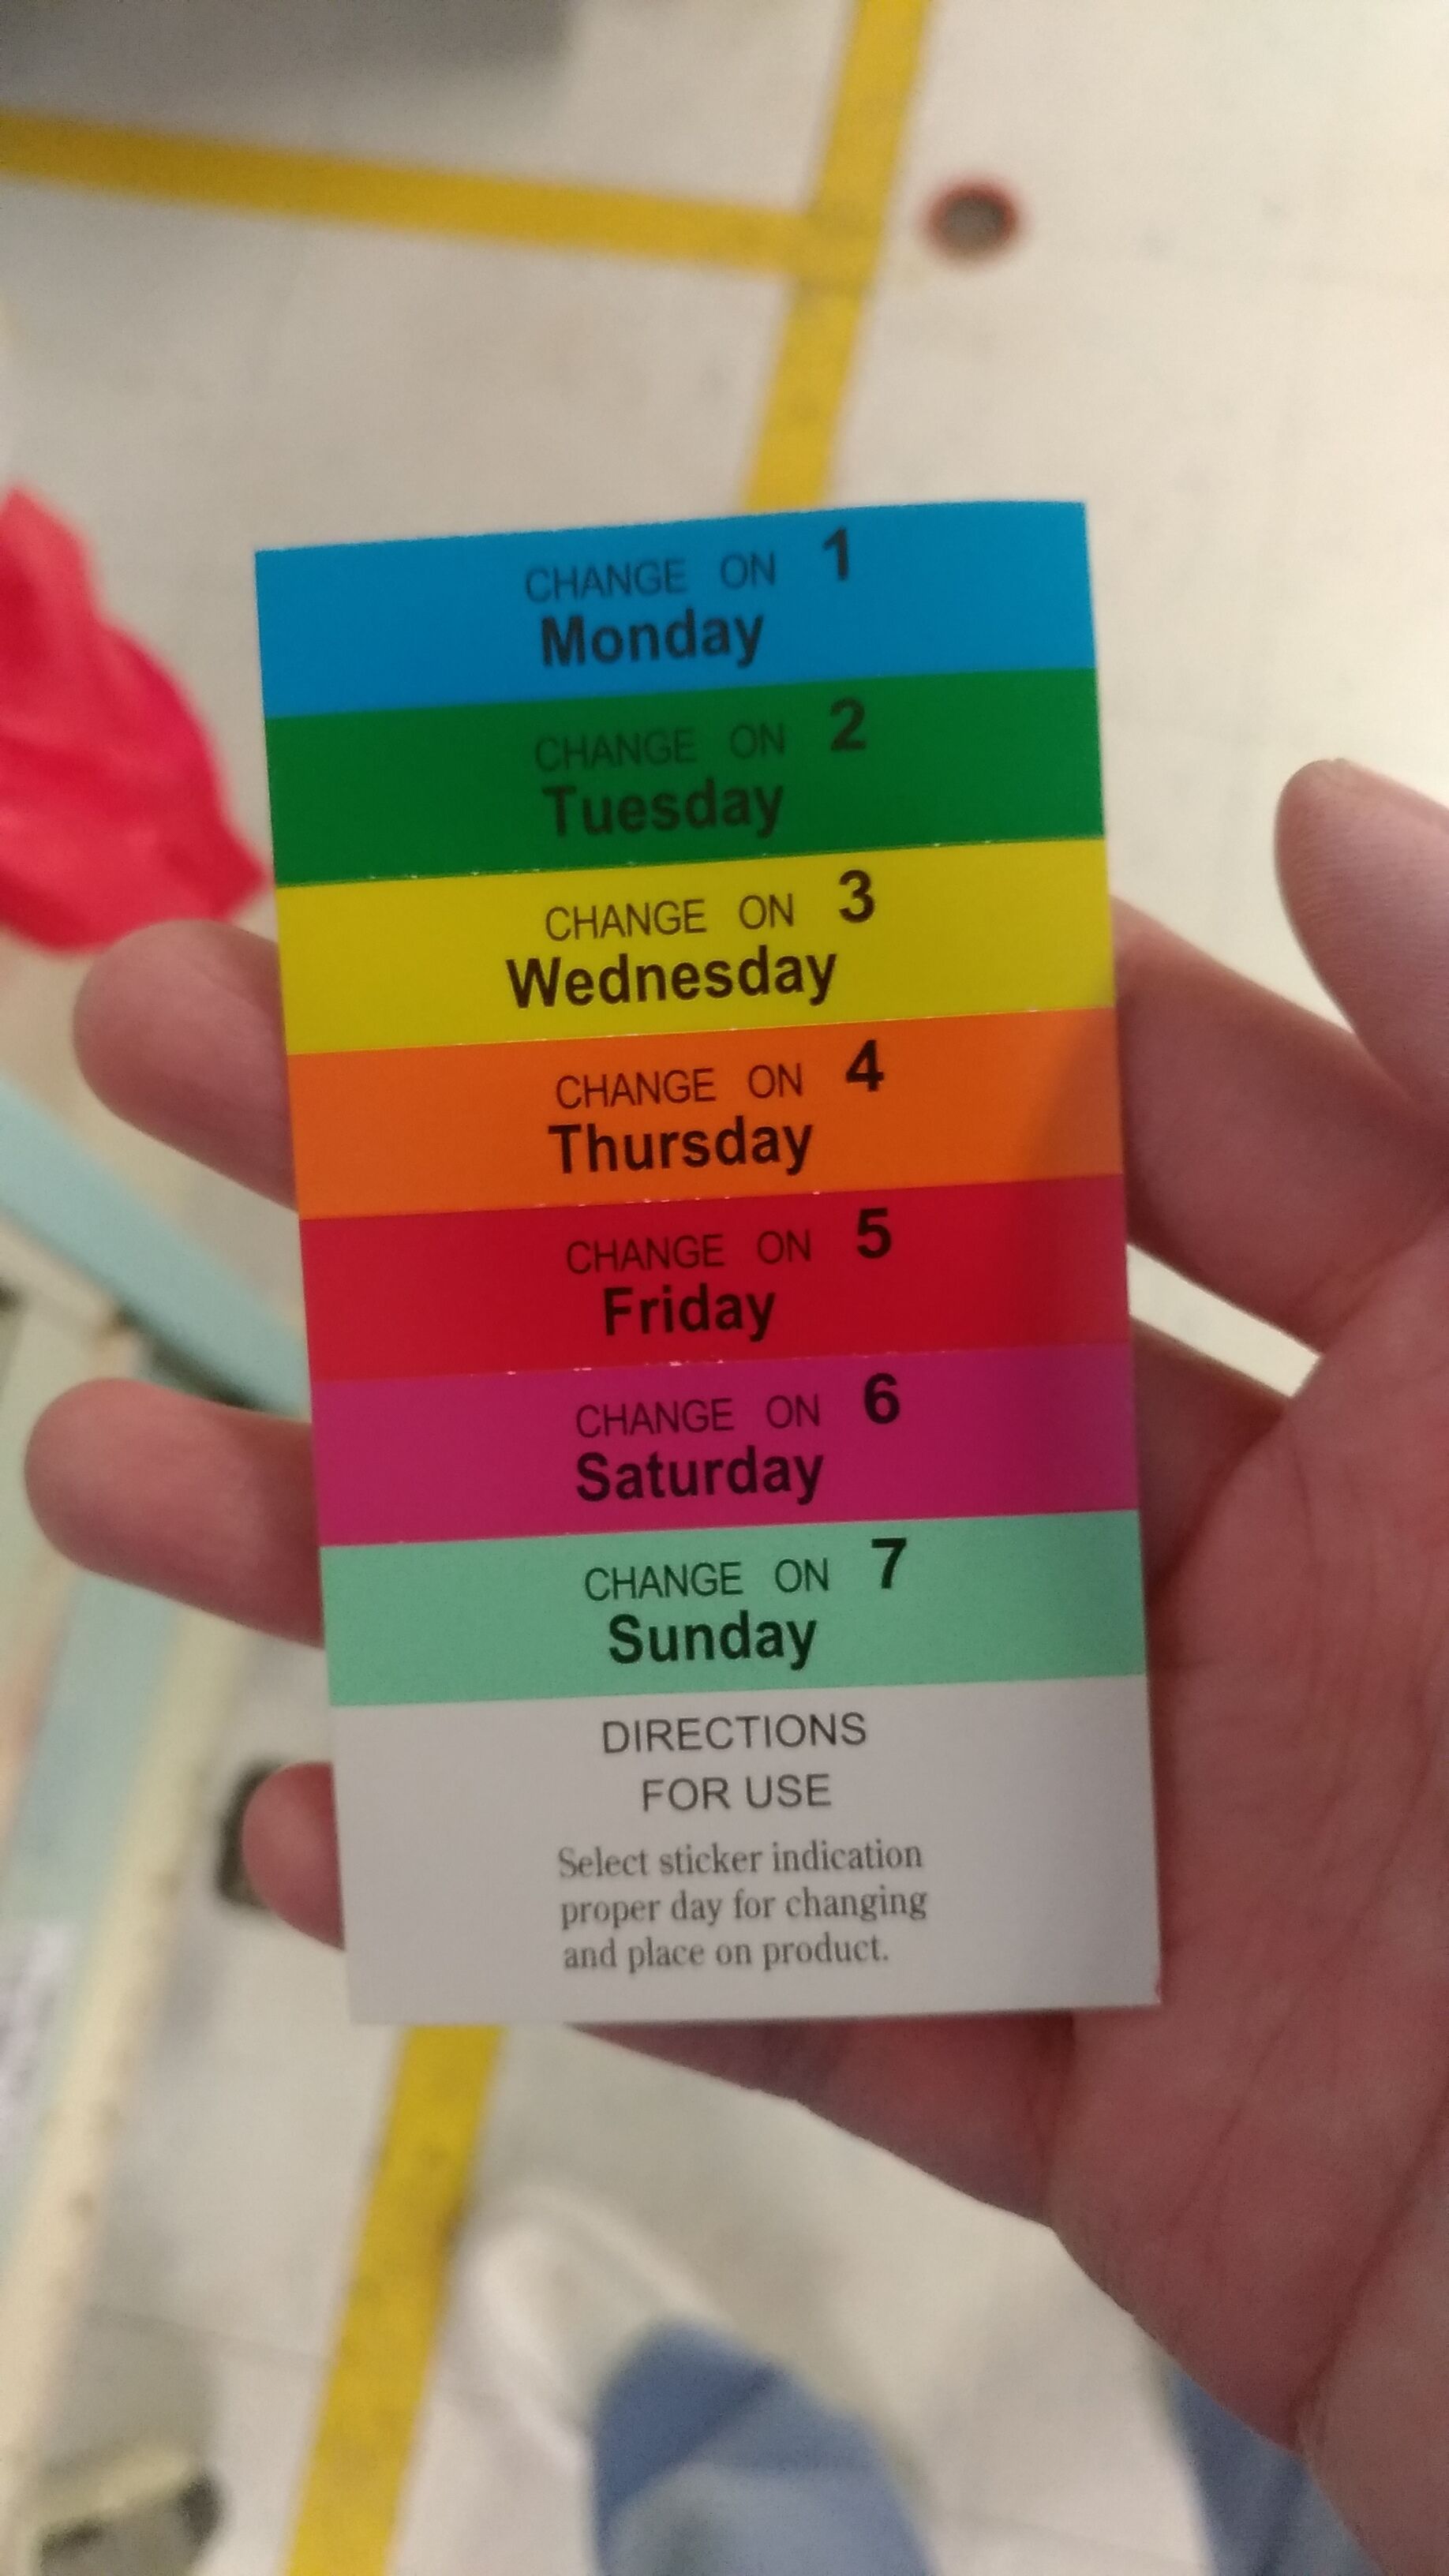 CHANGE ON 1
Monday
CHANGE ON 2
Tuesday
CHANGE ON 3
Wednesday
CHANGE ON 4
Thursday
CHANGE ON 5
Friday
CHANGE ON 6
Saturday
CHANGE ON 7
Sunday
DIRECTIONS
FOR USE
Select sticker indication
proper day for changing
and place on product.